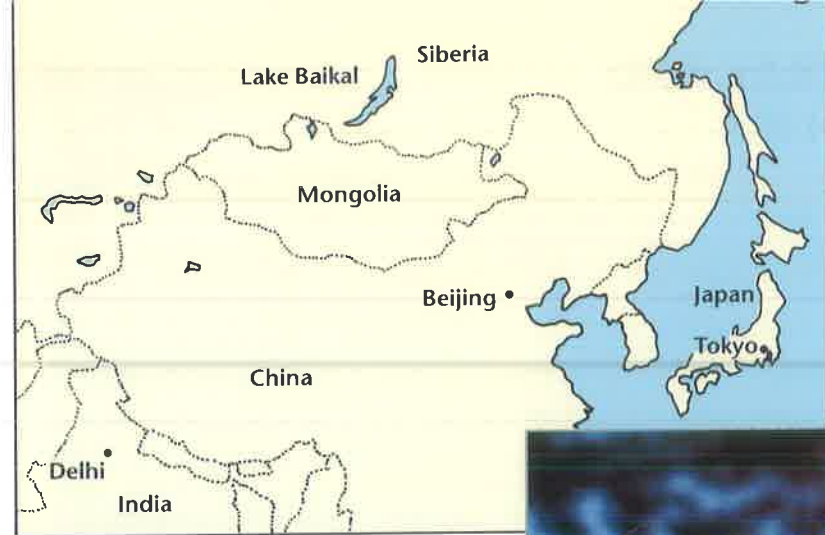 Siberia
Lake Baikal
Mongolia
Beijing
Japan
Tokyo
China
Delhi
India